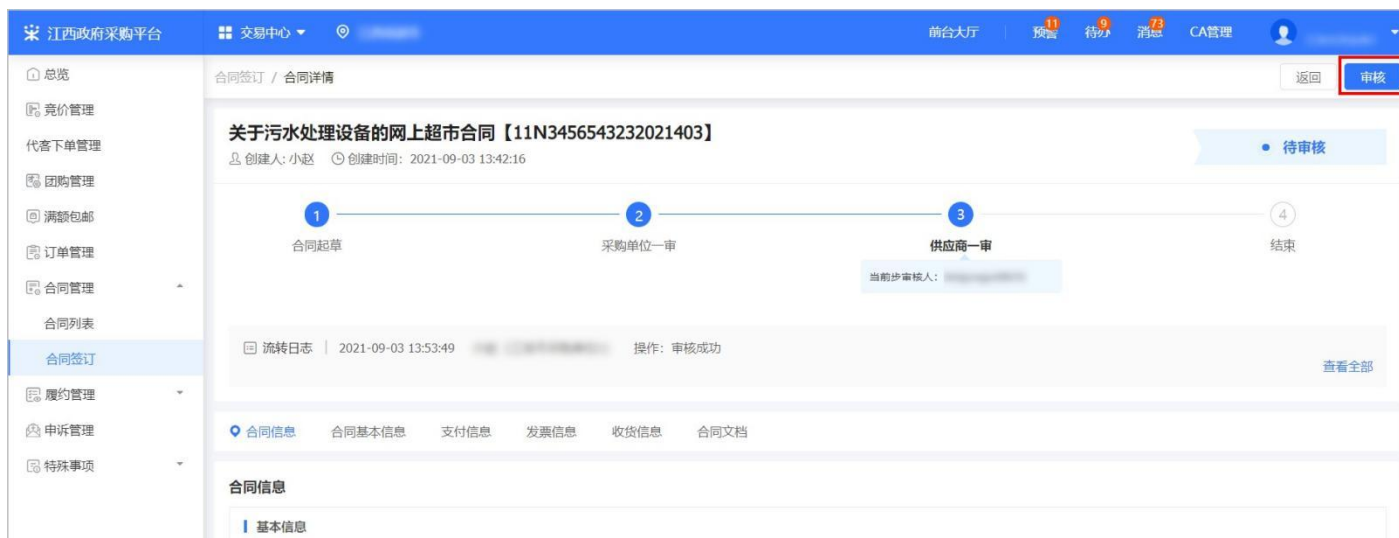 江西政府采购平台 交易中心 前台大厅 预警 11 待办 9 消息 73 CA管理
总览
竞价管理
代客下单管理
团购管理
满额包邮
订单管理
合同管理
合同列表
合同签订
履约管理
申诉管理
特殊事项
合同签订 / 合同详情 返回 审核
关于污水处理设备的网上超市合同【11N3456543232021403】
创建人: 小赵 创建时间: 2021-09-03 13:42:16
待审核
1 2 3 4
合同起草 采购单位一审 供应商一审 结束
当前步审核人:
流转日志 2021-09-03 13:53:49 操作: 审核成功
查看全部
合同信息 合同基本信息 支付信息 发票信息 收货信息 合同文档
合同信息
基本信息